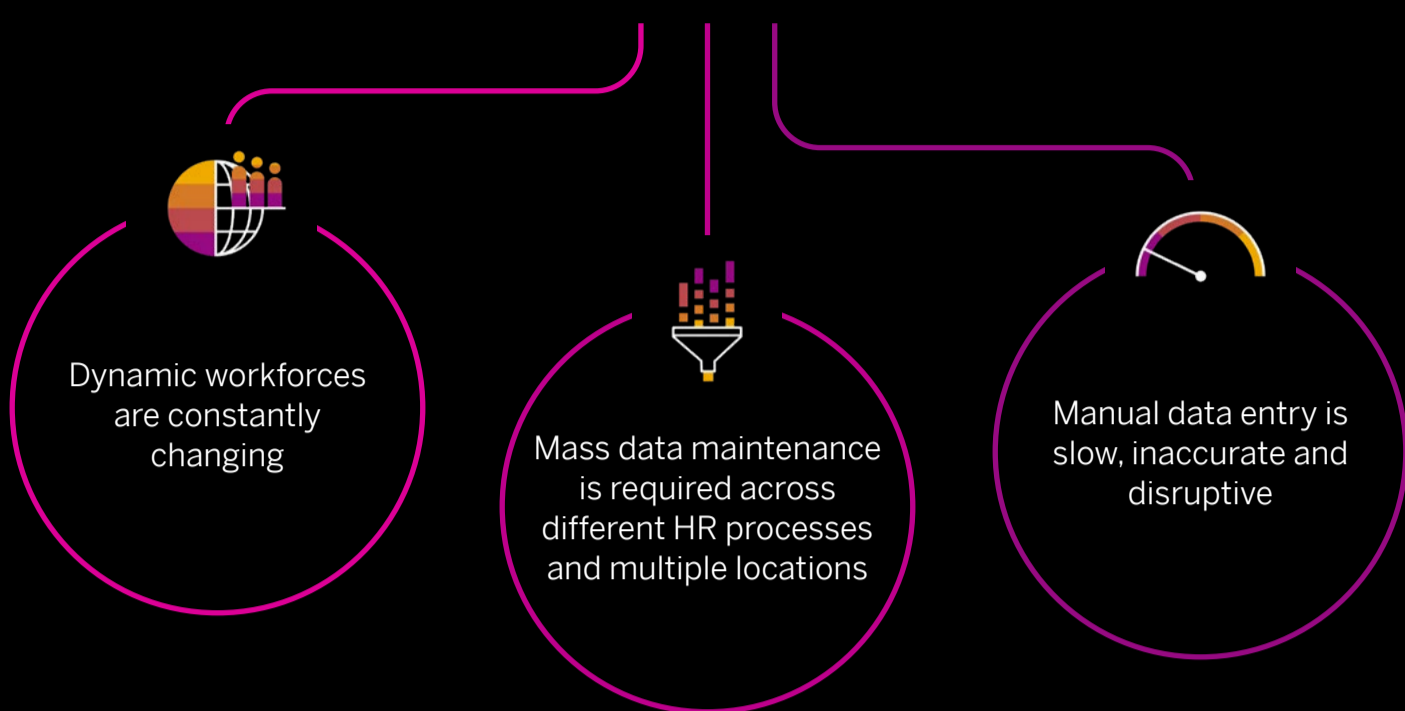 Dynamic workforces
are constantly
changing
Mass data maintenance
is required across
different HR processes
and multiple locations
Manual data entry is
slow, inaccurate and
disruptive